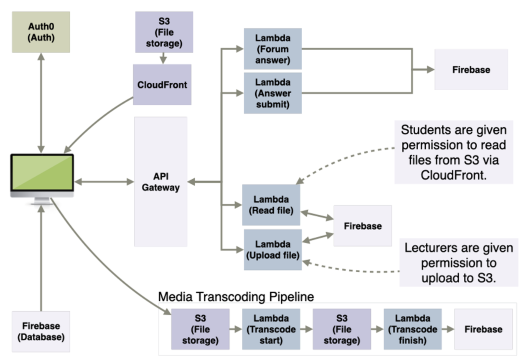 Auth0
(Auth)
S3
(File
storage)
CloudFront
Lambda
(Forum
answer)
Lambda
(Answer
submit)
Firebase
API
Gateway
Students are given
permission to read
files from S3 via
CloudFront.
Lambda
(Read file)
Firebase
Lambda
(Upload file)
Lecturers are given
permission to
upload to S3.
Firebase
(Database)
Media Transcoding Pipeline
S3
(File
storage)
Lambda
(Transcode
start)
S3
(File
storage)
Lambda
(Transcode
finish)
Firebase